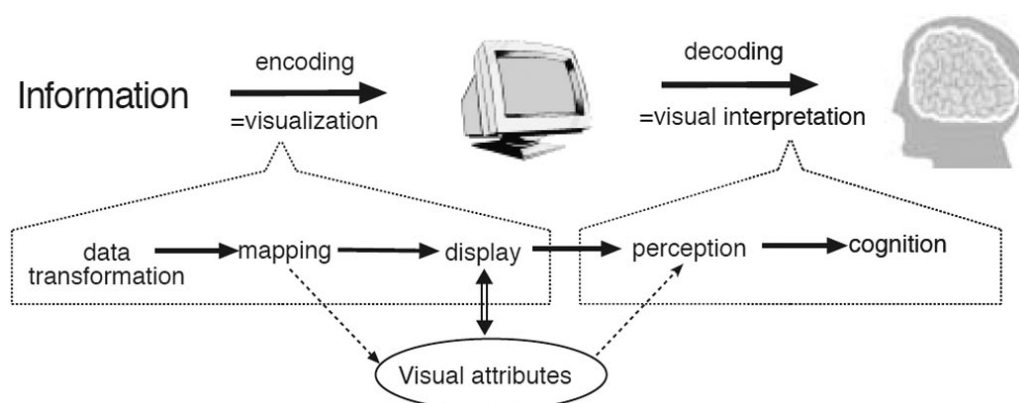 encoding
decoding
Information
=visualization
=visual interpretation
data
transformation
mapping
display
perception
cognition
Visual attributes